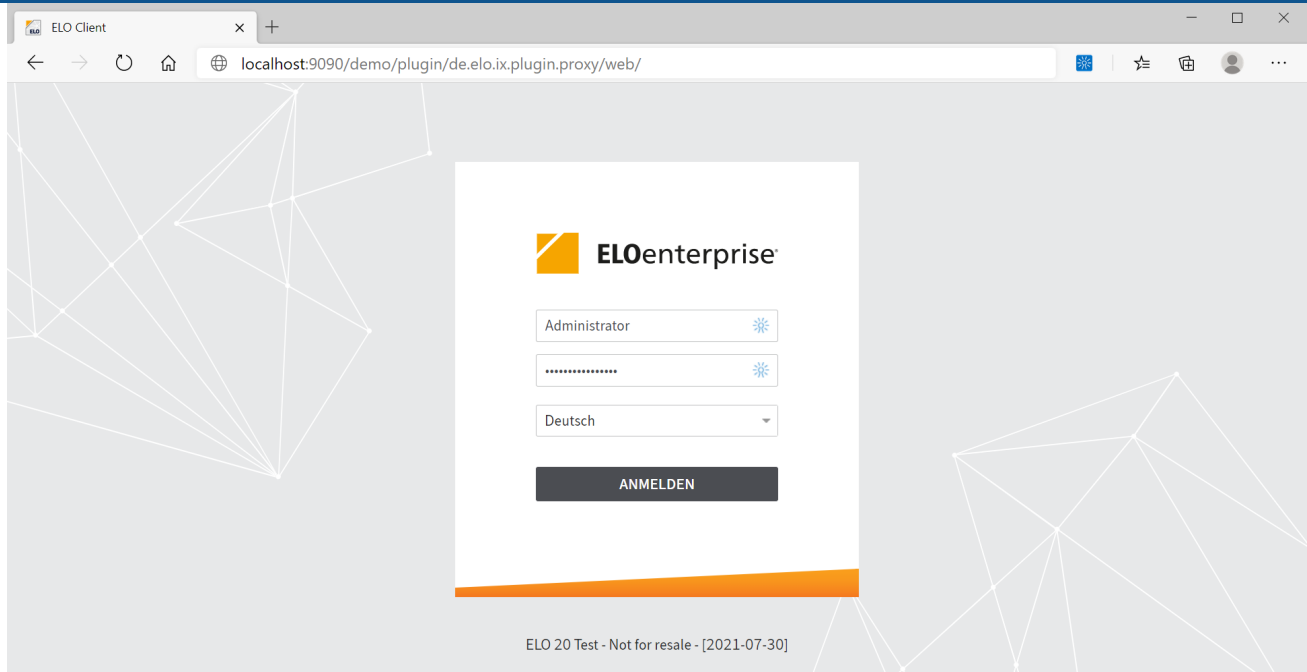 ELO Client
localhost:9090/demo/plugin/de.elo.ix.plugin.proxy/web/
ELOenterprise
Administrator
••••••••••••••••
Deutsch
ANMELDEN
ELO 20 Test - Not for resale - [2021-07-30]